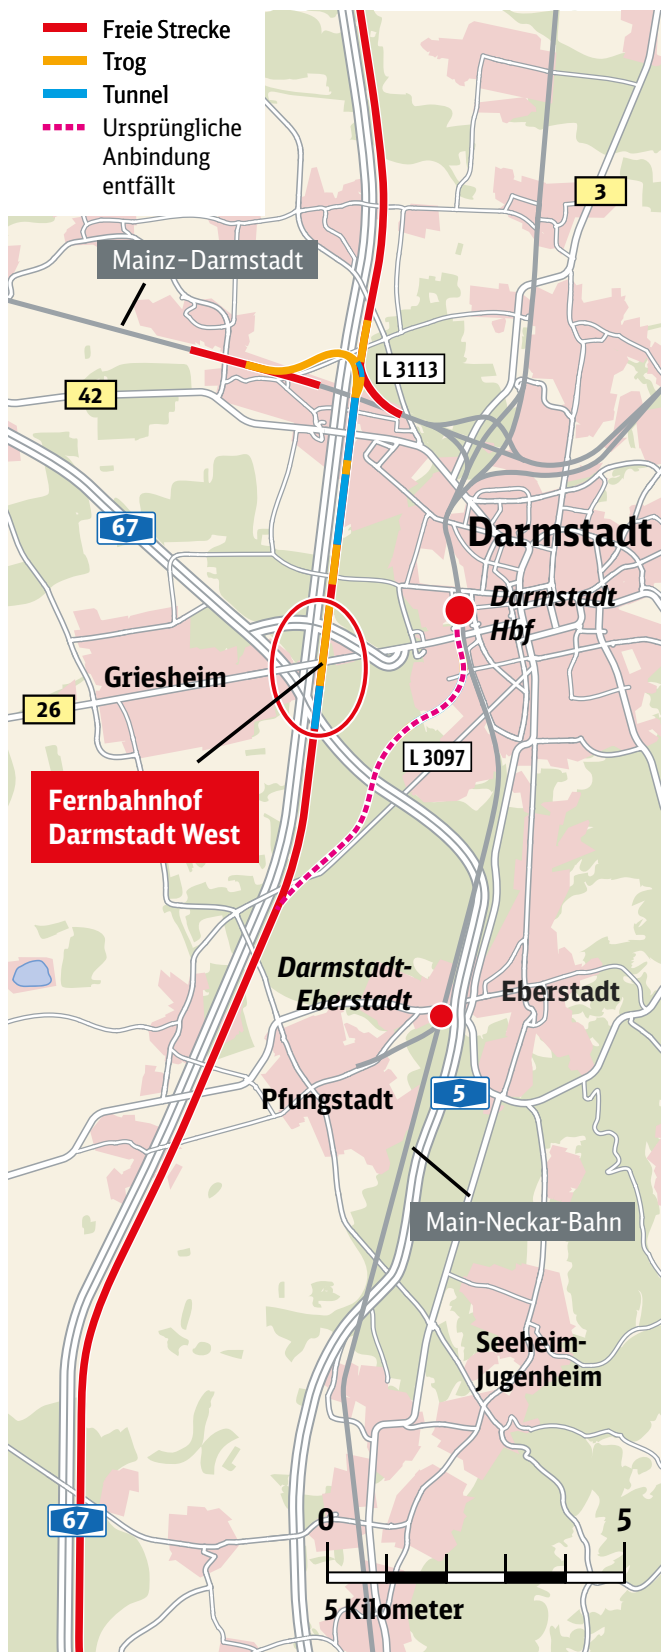 Freie Strecke
Trog
Tunnel
Ursprüngliche
Anbindung
entfällt
3
Mainz–Darmstadt
L 3113
42
67
Darmstadt
Darmstadt
Hbf
Griesheim
26
L 3097
Fernbahnhof
Darmstadt West
Darmstadt-
Eberstadt
Eberstadt
Pfungstadt
5
Main-Neckar-Bahn
Seeheim-
Jugenheim
67
0
5
5 Kilometer